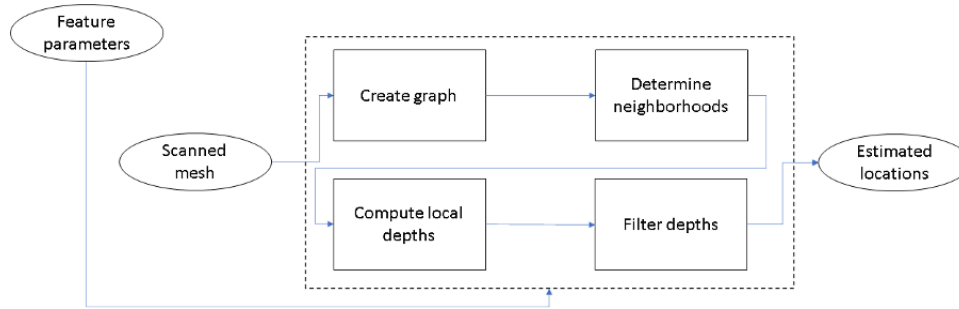 Feature
parameters
Create graph
Determine
neighborhoods
Scanned
mesh
Estimated
locations
Compute local
depths
Filter depths